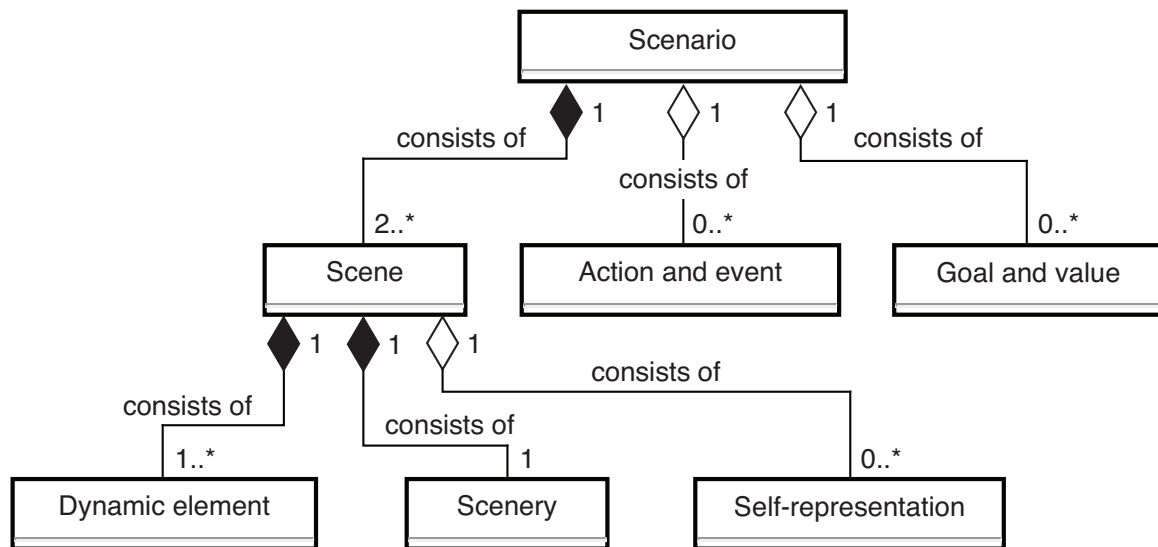 Scenario
1
1
1
consists of
consists of
consists of
2..*
0..*
0..*
Scene
Action and event
Goal and value
1
1
1
consists of
consists of
consists of
1..*
1
0..*
Dynamic element
Scenery
Self-representation